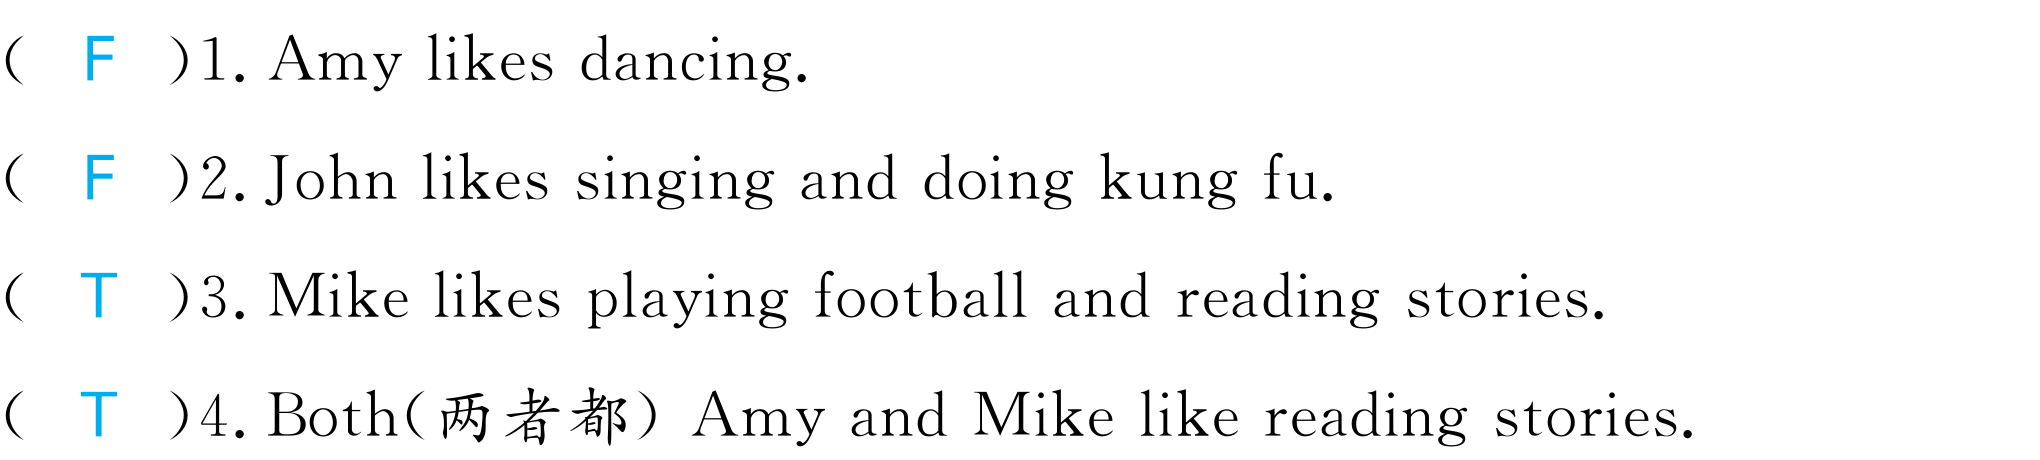 ( F )1. Amy likes dancing.
( F )2. John likes singing and doing kung fu.
( T )3. Mike likes playing football and reading stories.
( T )4. Both(两者都) Amy and Mike like reading stories.